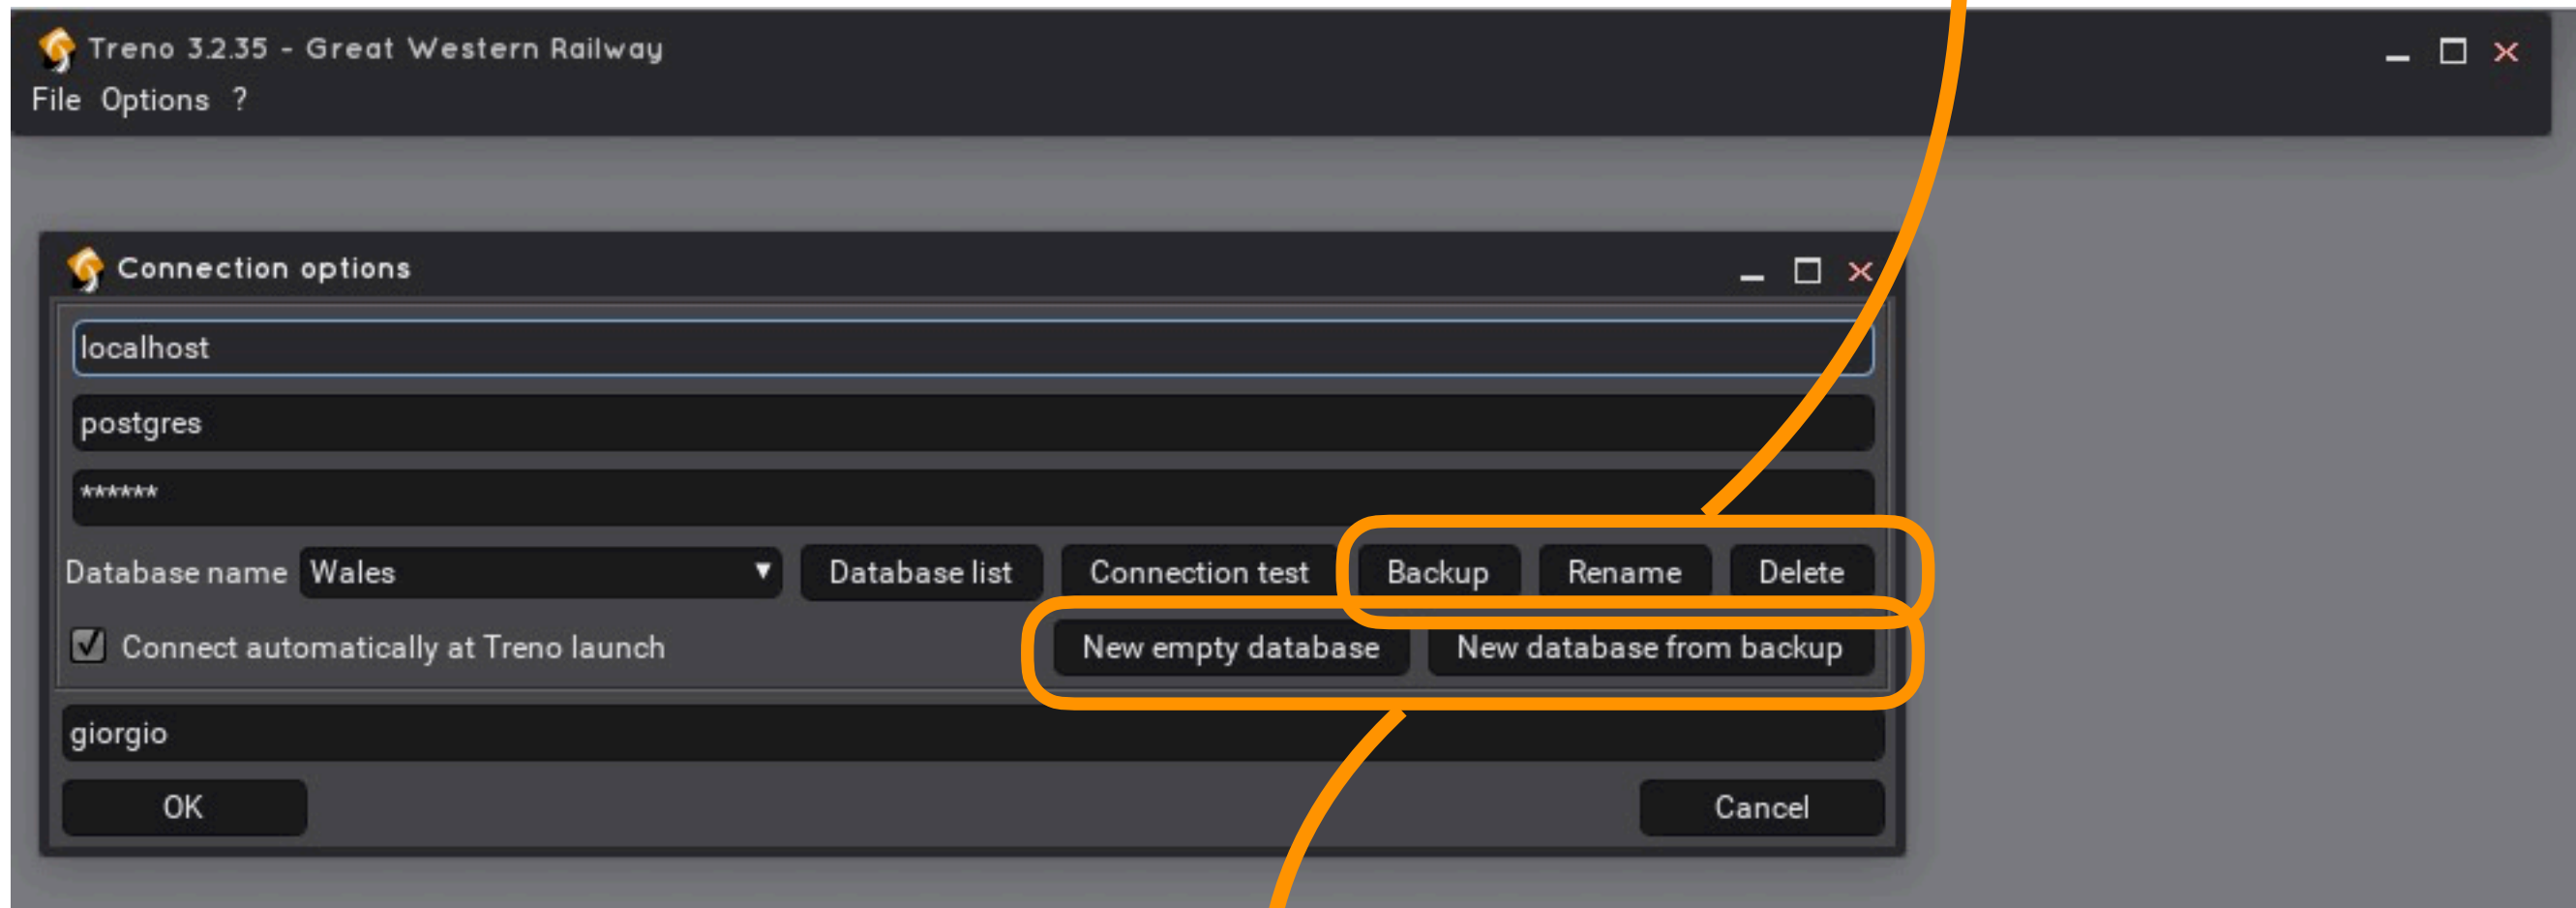 Treno 3.2.35 - Great Western Railway
File Options ?
Connection options
localhost
postgres
******
Database name Wales Database list Connection test Backup Rename Delete
Connect automatically at Treno launch New empty database New database from backup
giorgio
OK Cancel